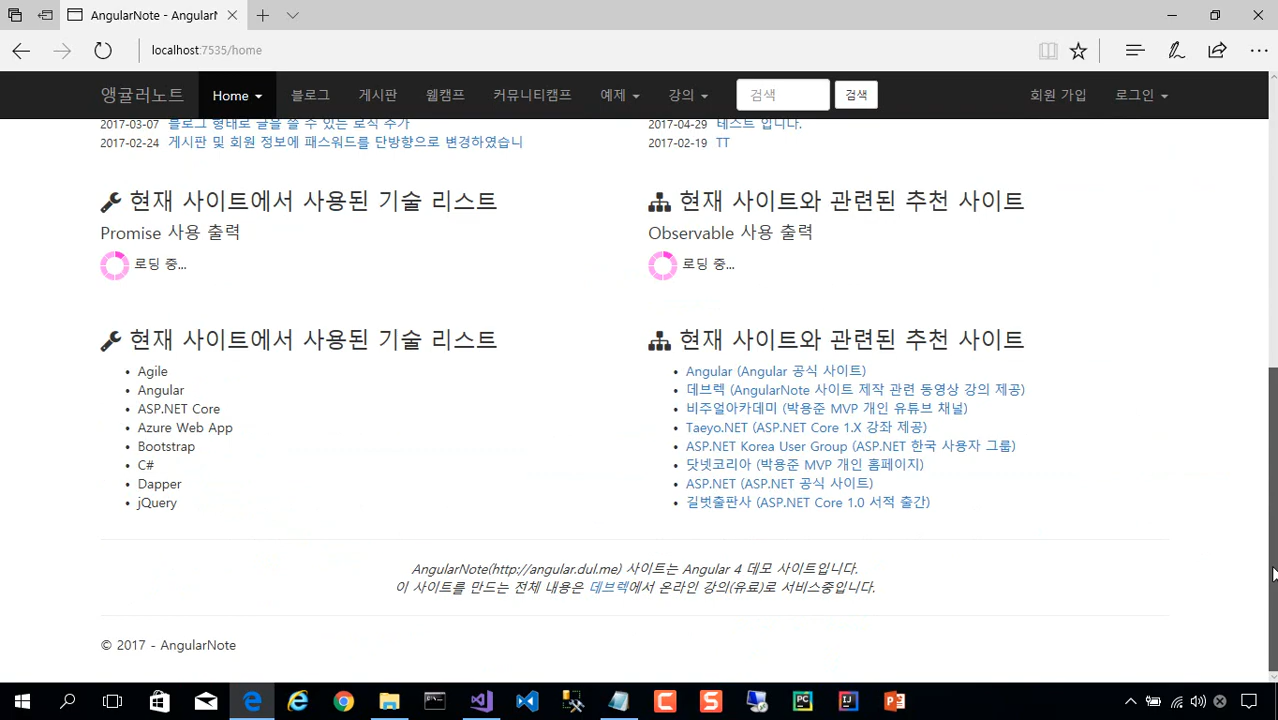 AngularNote - AngularN
localhost:7535/home
앵귤러노트 Home 블로그 게시판 웹캠프 커뮤니티캠프 예제 강의 검색 검색 회원 가입 로그인
2017-03-07 블로그 형태로 글을 쓸 수 있는 로직 추가
2017-02-24 게시판 및 회원 정보에 패스워드를 단방향으로 변경하였습니
2017-04-29 테스트 입니다.
2017-02-19 TT
현재 사이트에서 사용된 기술 리스트
Promise 사용 출력
로딩 중...
현재 사이트와 관련된 추천 사이트
Observable 사용 출력
로딩 중...
현재 사이트에서 사용된 기술 리스트
• Agile
• Angular
• ASP.NET Core
• Azure Web App
• Bootstrap
• C#
• Dapper
• jQuery
현재 사이트와 관련된 추천 사이트
• Angular (Angular 공식 사이트)
• 데브렉 (AngularNote 사이트 제작 관련 동영상 강의 제공)
• 비주얼아카데미 (박용준 MVP 개인 유튜브 채널)
• Taeyo.NET (ASP.NET Core 1.X 강좌 제공)
• ASP.NET Korea User Group (ASP.NET 한국 사용자 그룹)
• 닷넷코리아 (박용준 MVP 개인 홈페이지)
• ASP.NET (ASP.NET 공식 사이트)
• 길벗출판사 (ASP.NET Core 1.0 서적 출간)
AngularNote(http://angular.dul.me) 사이트는 Angular 4 데모 사이트입니다.
이 사이트를 만드는 전체 내용은 데브렉에서 온라인 강의(유료)로 서비스중입니다.
© 2017 - AngularNote